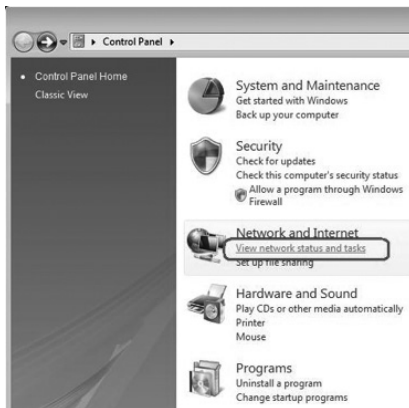 Control Panel
Control Panel Home
Classic View
System and Maintenance
Get started with Windows
Back up your computer
Security
Check for updates
Check this computer's security status
Allow a program through Windows
Firewall
Network and Internet
View network status and tasks
Set up file sharing
Hardware and Sound
Play CDs or other media automatically
Printer
Mouse
Programs
Uninstall a program
Change startup programs